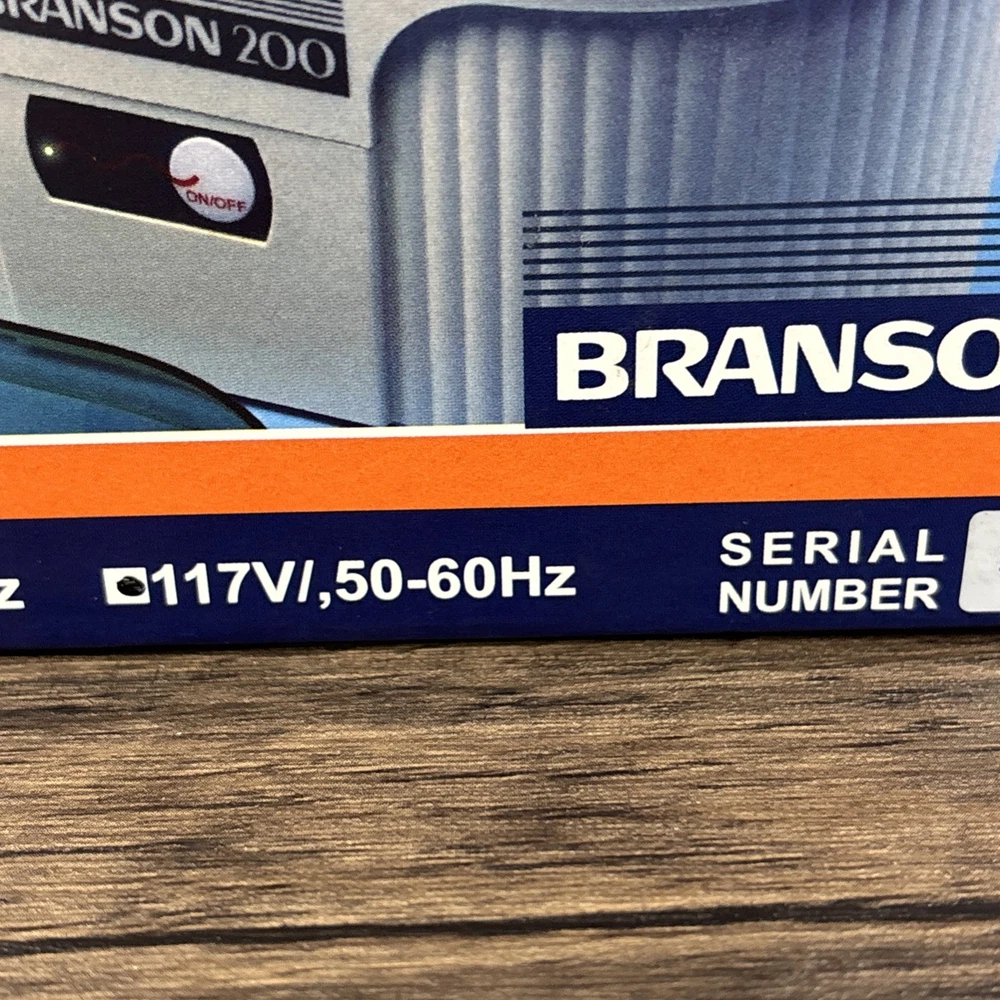 BRANSON 200
ON/OFF
BRANSO
z
117V/,50-60Hz
SERIAL
NUMBER